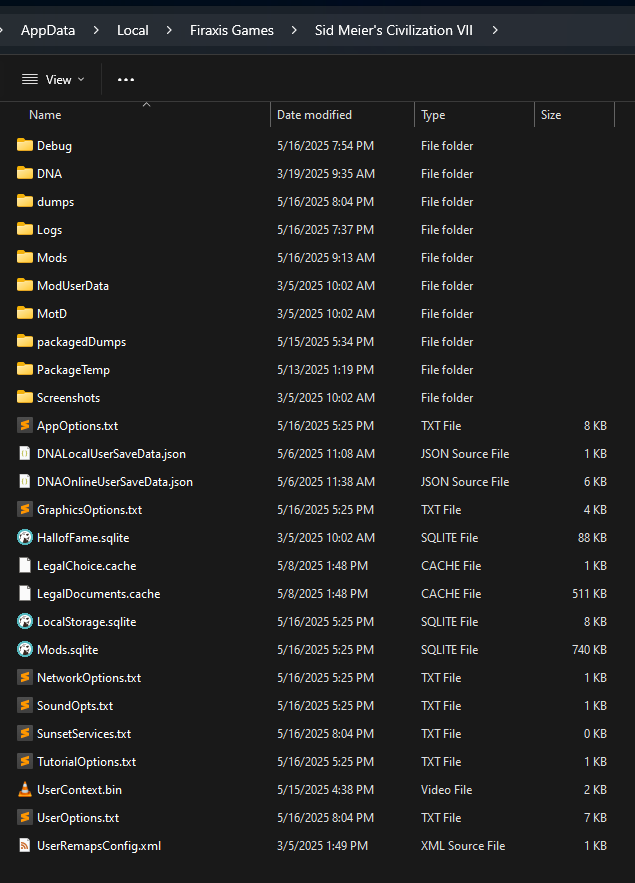 AppData > Local > Firaxis Games > Sid Meier's Civilization VII >
View
Name Date modified Type Size
Debug 5/16/2025 7:54 PM File folder
DNA 3/19/2025 9:35 AM File folder
dumps 5/16/2025 8:04 PM File folder
Logs 5/16/2025 7:37 PM File folder
Mods 5/16/2025 9:13 AM File folder
ModUserData 3/5/2025 10:02 AM File folder
MotD 3/5/2025 10:02 AM File folder
packagedDumps 5/15/2025 5:34 PM File folder
PackageTemp 5/13/2025 1:19 PM File folder
Screenshots 3/5/2025 10:02 AM File folder
AppOptions.txt 5/16/2025 5:25 PM TXT File 8 KB
DNALocalUserSaveData.json 5/6/2025 11:08 AM JSON Source File 1 KB
DNAOnlineUserSaveData.json 5/6/2025 11:38 AM JSON Source File 6 KB
GraphicsOptions.txt 5/16/2025 5:25 PM TXT File 4 KB
HallofFame.sqlite 3/5/2025 10:02 AM SQLITE File 88 KB
LegalChoice.cache 5/8/2025 1:48 PM CACHE File 1 KB
LegalDocuments.cache 5/8/2025 1:48 PM CACHE File 511 KB
LocalStorage.sqlite 5/16/2025 5:25 PM SQLITE File 8 KB
Mods.sqlite 5/16/2025 5:25 PM SQLITE File 740 KB
NetworkOptions.txt 5/16/2025 5:25 PM TXT File 1 KB
SoundOpts.txt 5/16/2025 5:25 PM TXT File 1 KB
SunsetServices.txt 5/16/2025 8:04 PM TXT File 0 KB
TutorialOptions.txt 5/16/2025 5:25 PM TXT File 1 KB
UserContext.bin 5/15/2025 4:38 PM Video File 2 KB
UserOptions.txt 5/16/2025 8:04 PM TXT File 7 KB
UserRemapsConfig.xml 3/5/2025 1:49 PM XML Source File 1 KB